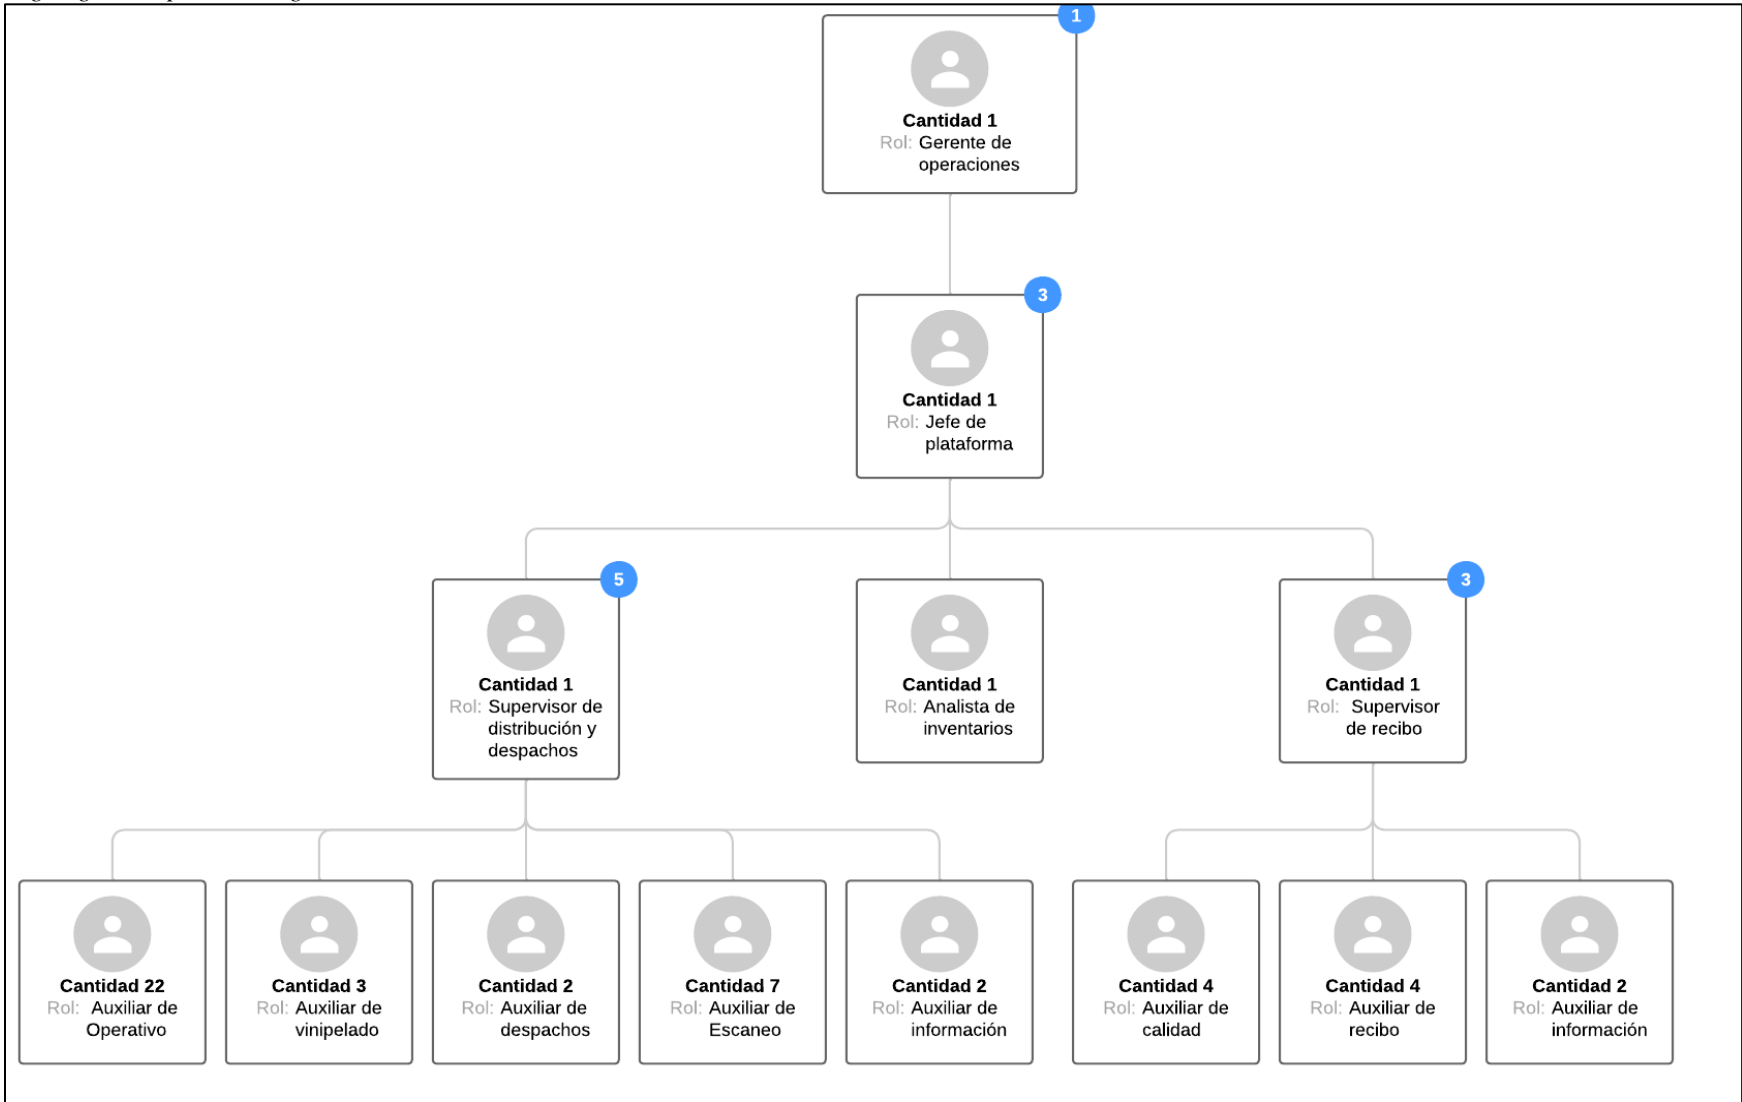 1
Cantidad 1
Rol: Gerente de
operaciones
3
Cantidad 1
Rol: Jefe de
plataforma
5
Cantidad 1
Rol: Supervisor de
distribución y
despachos
Cantidad 1
Rol: Analista de
inventarios
3
Cantidad 1
Rol: Supervisor
de recibo
Cantidad 22
Rol: Auxiliar de
Operativo
Cantidad 3
Rol: Auxiliar de
vinipelado
Cantidad 2
Rol: Auxiliar de
despachos
Cantidad 7
Rol: Auxiliar de
Escaneo
Cantidad 2
Rol: Auxiliar de
información
Cantidad 4
Rol: Auxiliar de
calidad
Cantidad 4
Rol: Auxiliar de
recibo
Cantidad 2
Rol: Auxiliar de
información